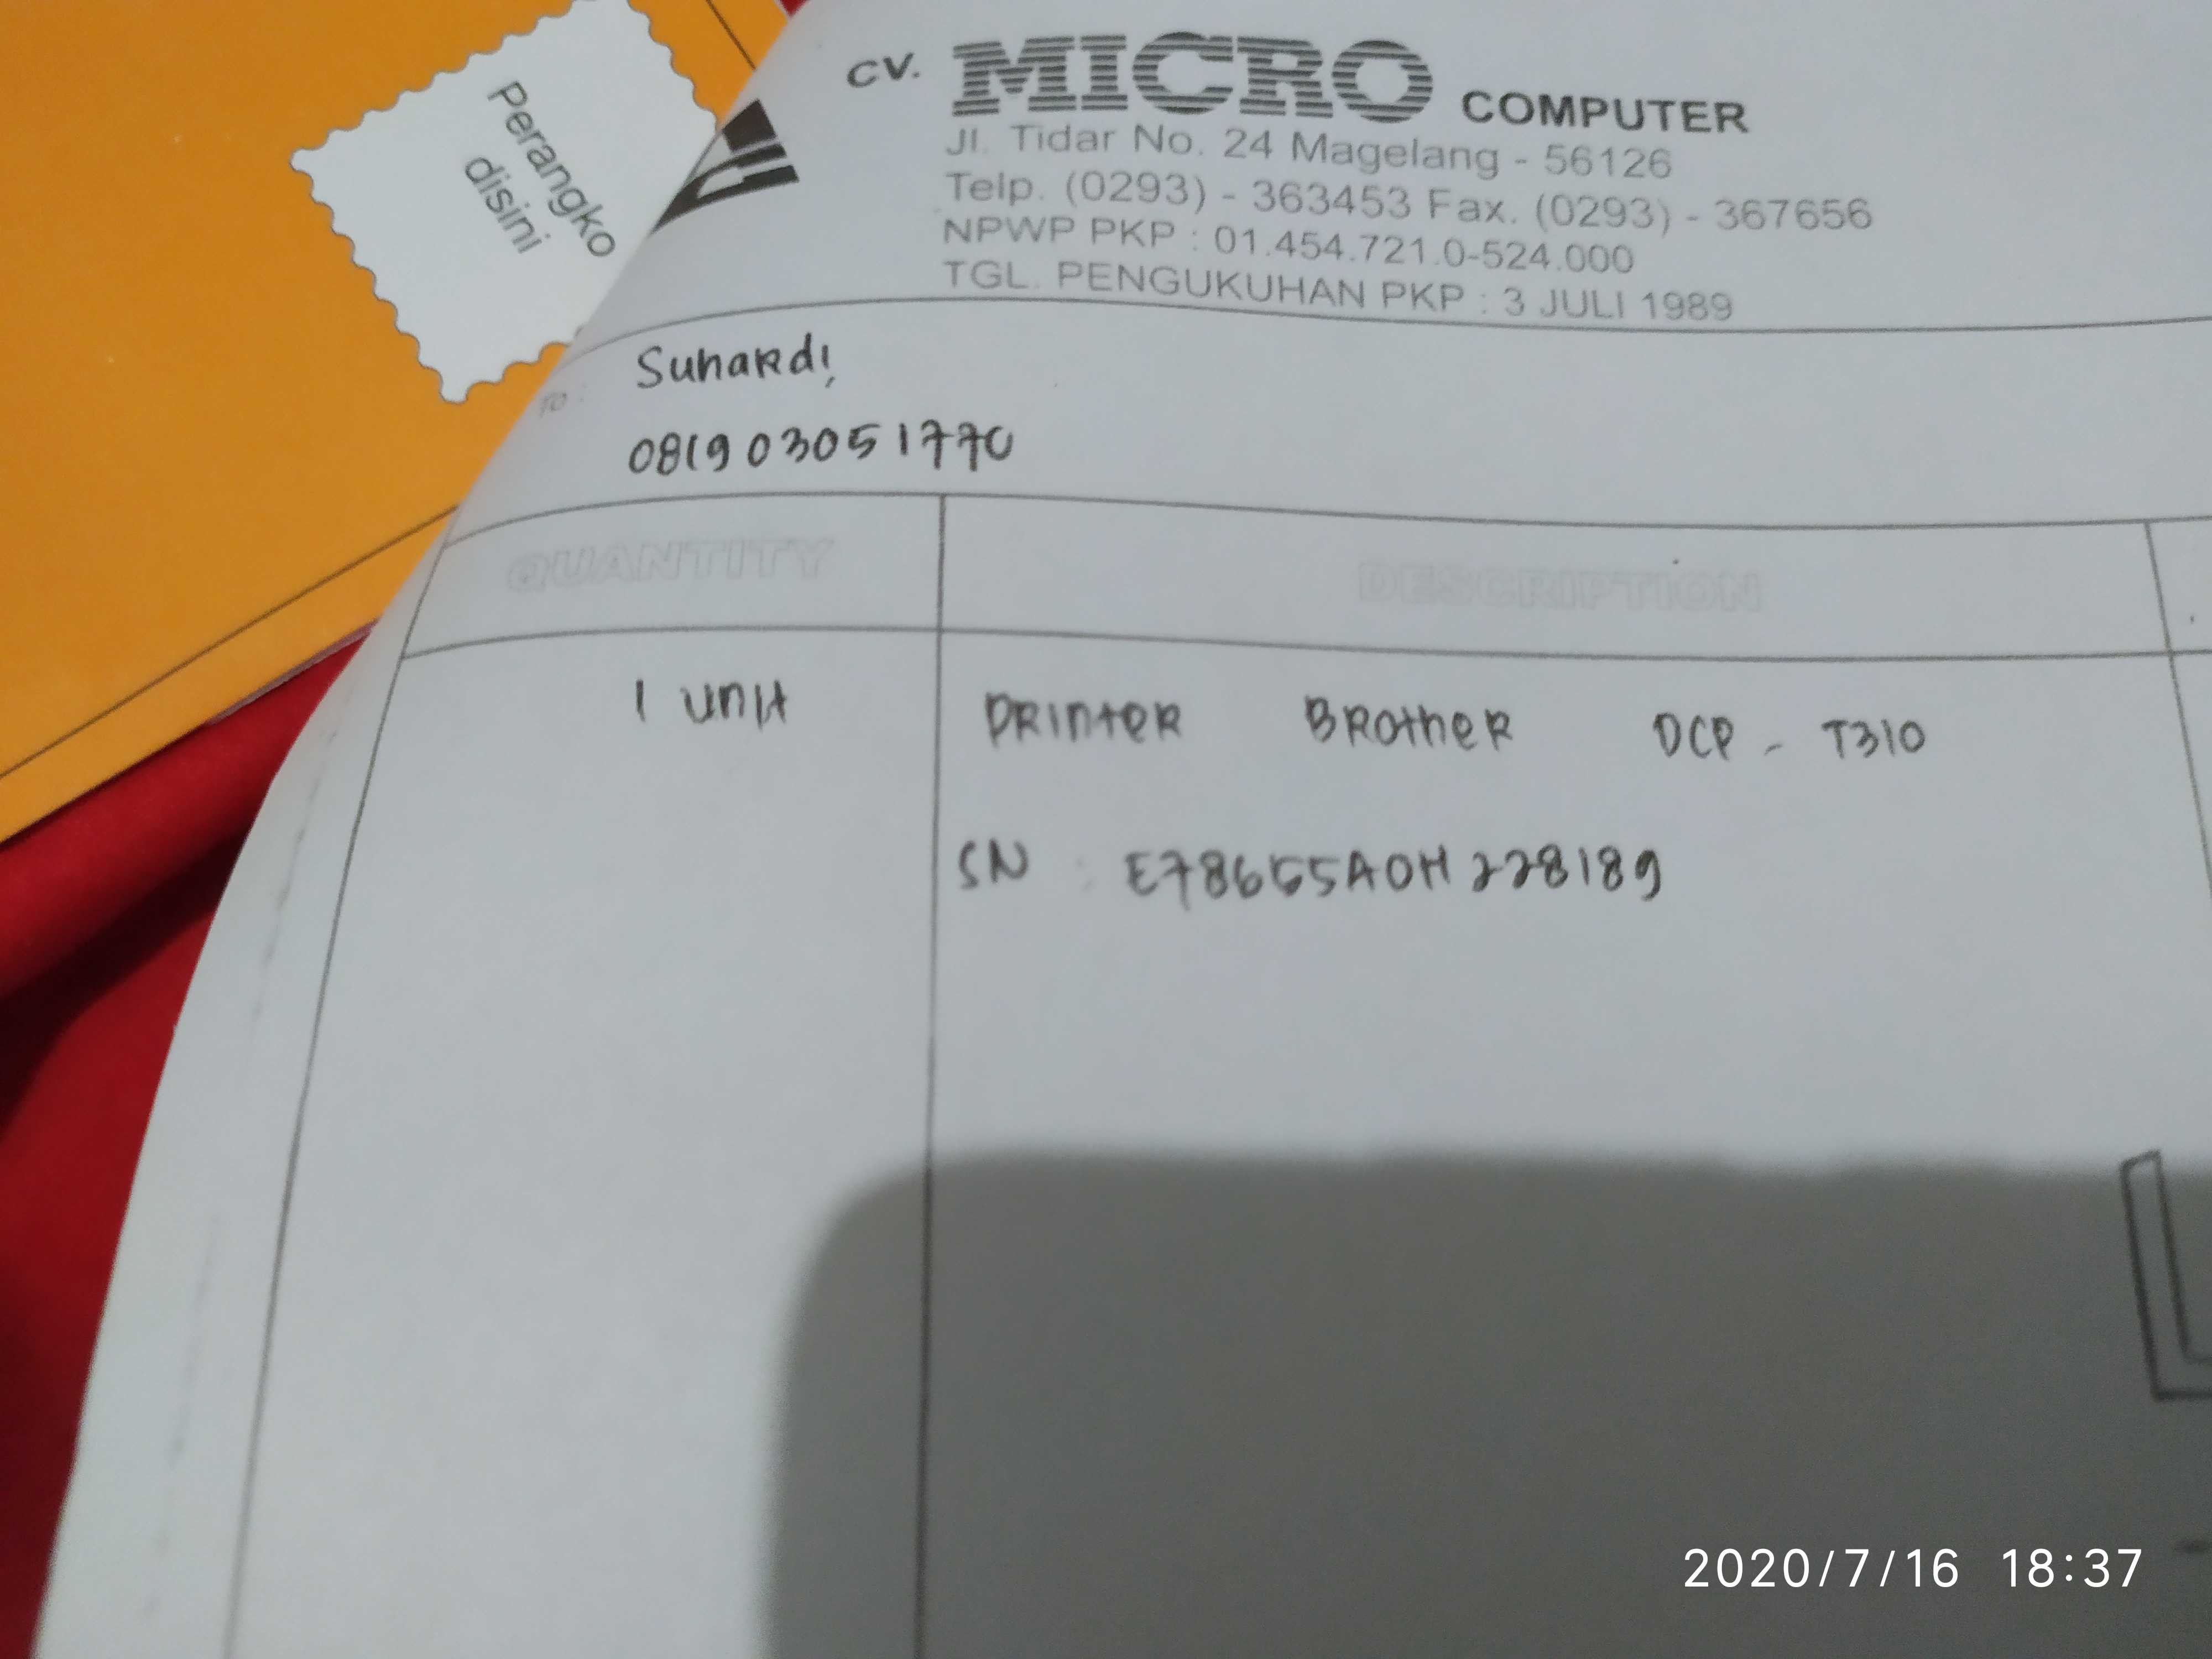 Perangko
disini
CV. MICRO COMPUTER
Jl. Tidar No. 24 Magelang - 56126
Telp. (0293) - 363453 Fax. (0293) - 367656
NPWP PKP : 01.454.721.0-524.000
TGL. PENGUKUHAN PKP : 3 JULI 1989
TO : Suhardi
081903051770
QUANTITY DESCRIPTION
1 unit Printer Brother DCP - T310
SN : E78655A0H228189
2020/7/16 18:37